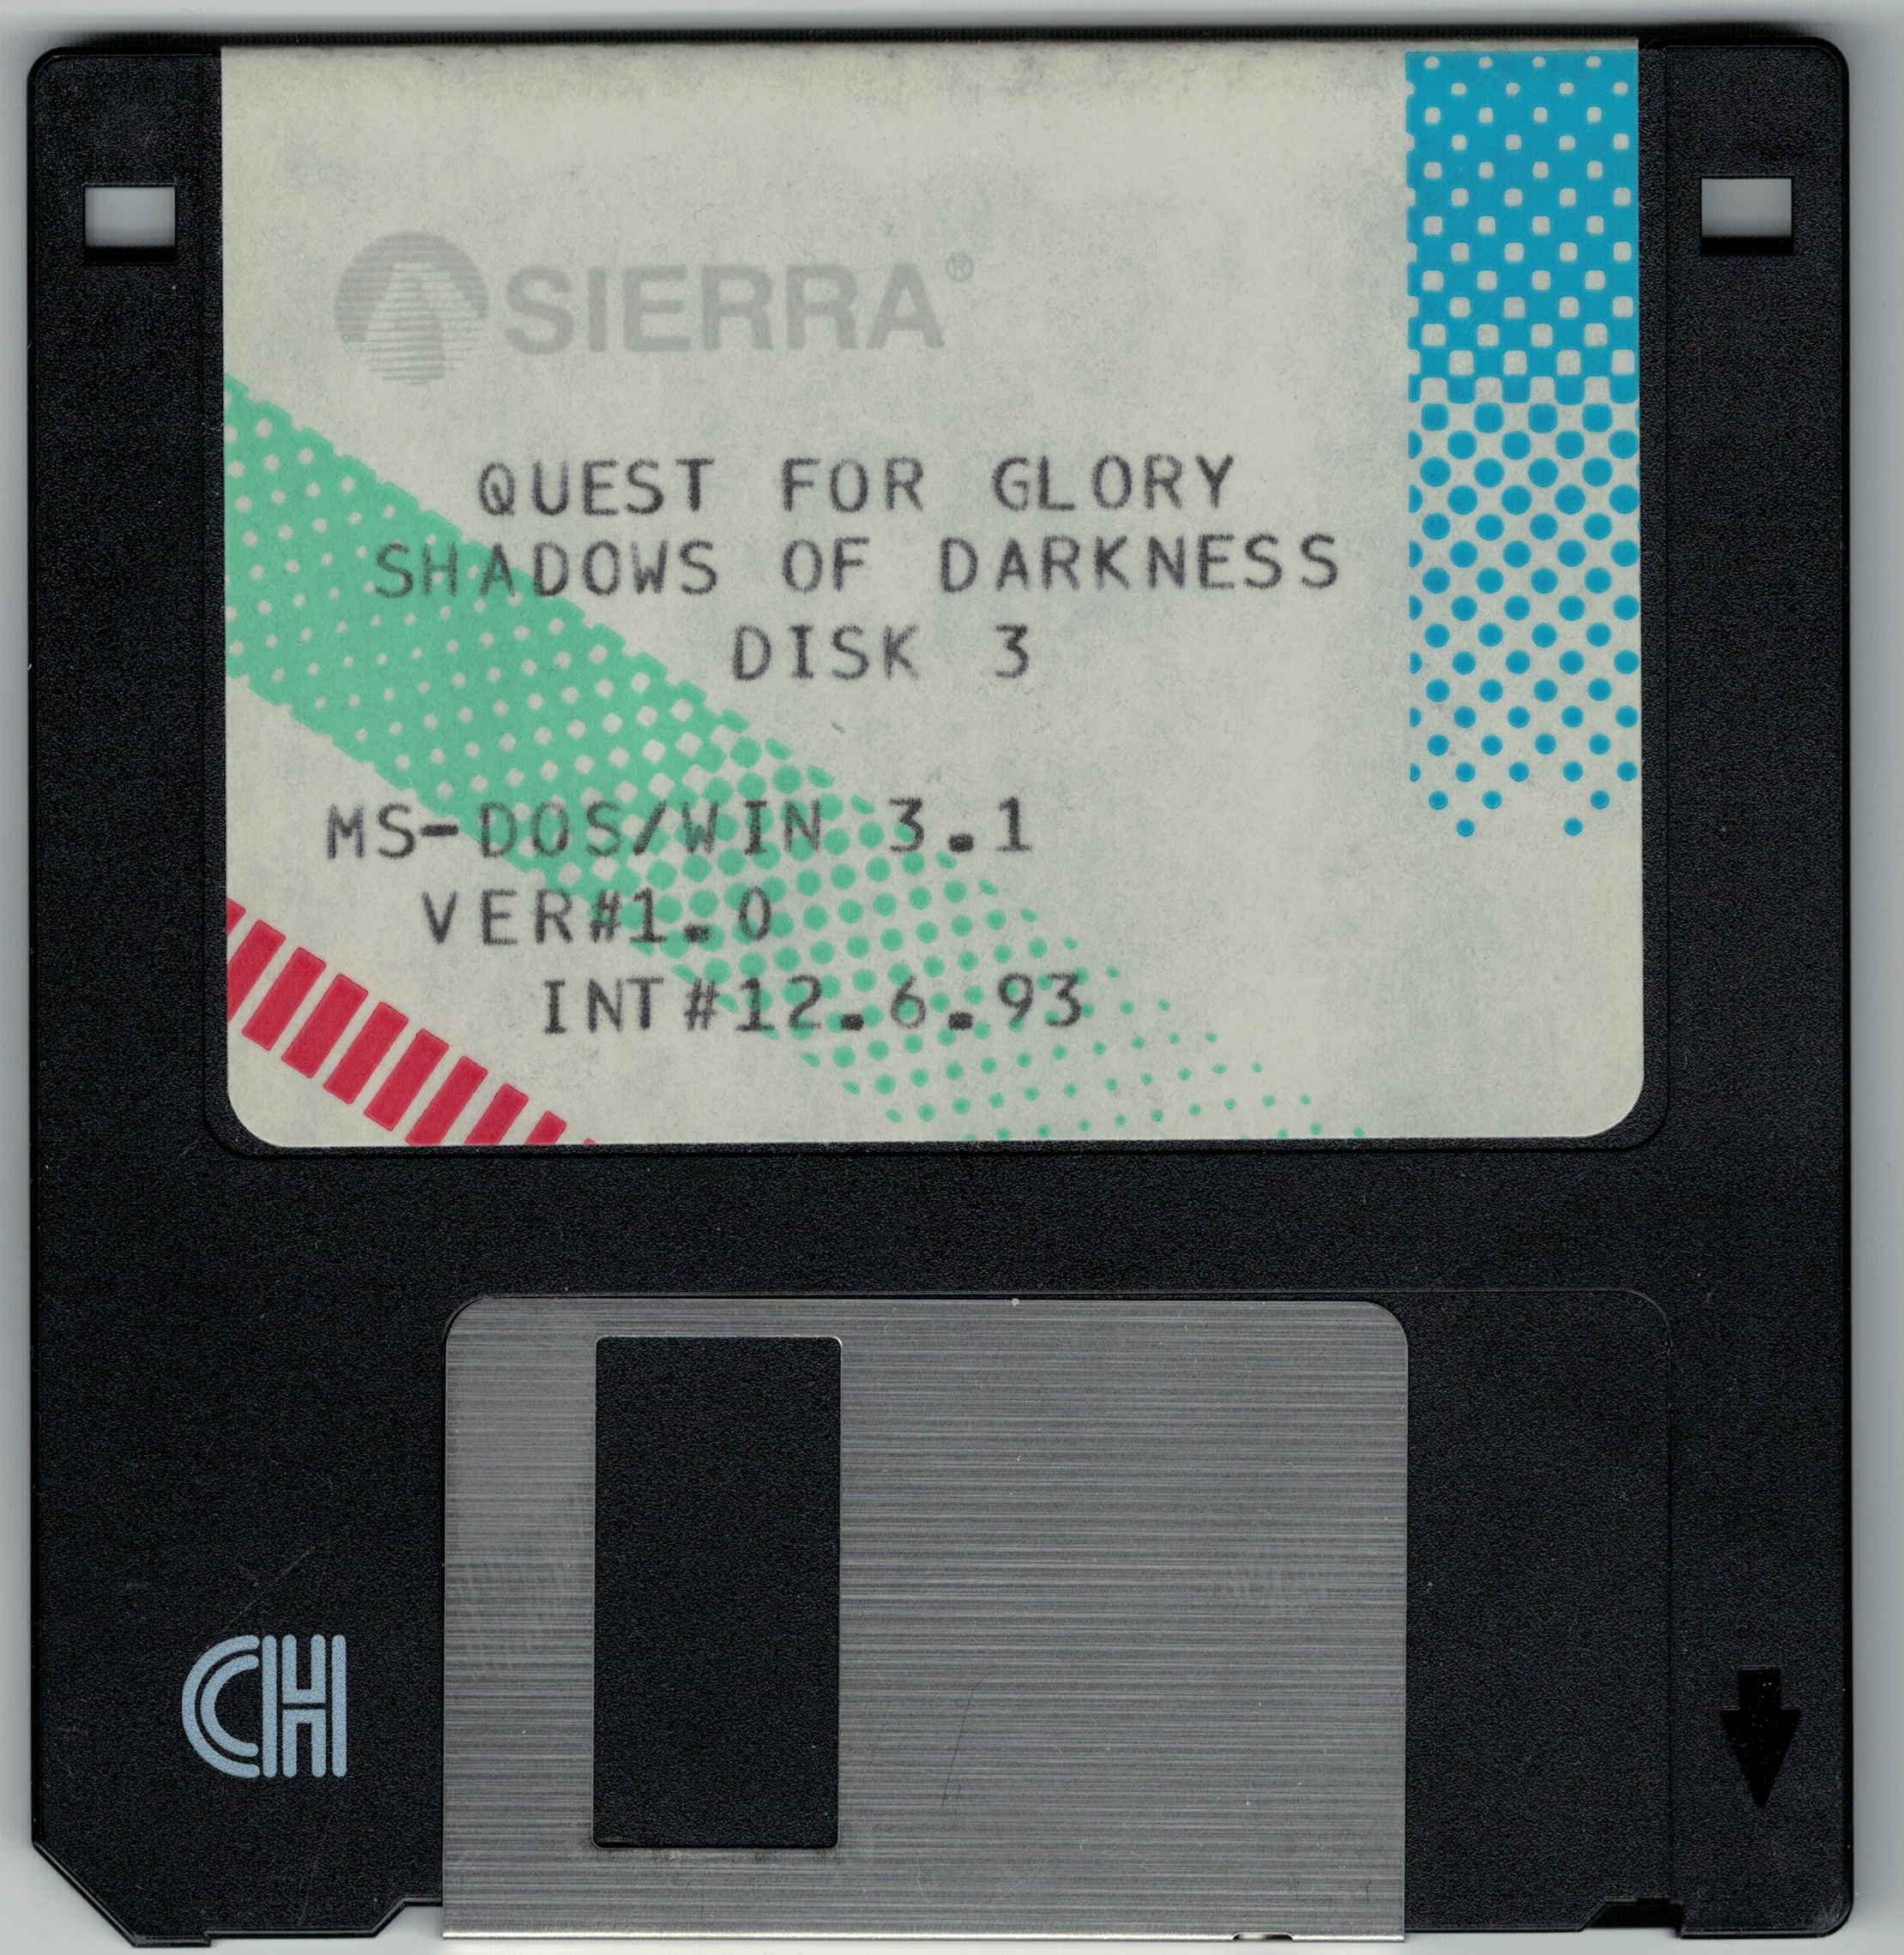 SIERRA®
QUEST FOR GLORY
SHADOWS OF DARKNESS
DISK 3
MS-DOS/WIN 3.1
VER#1.0
INT#12.6.93
CH